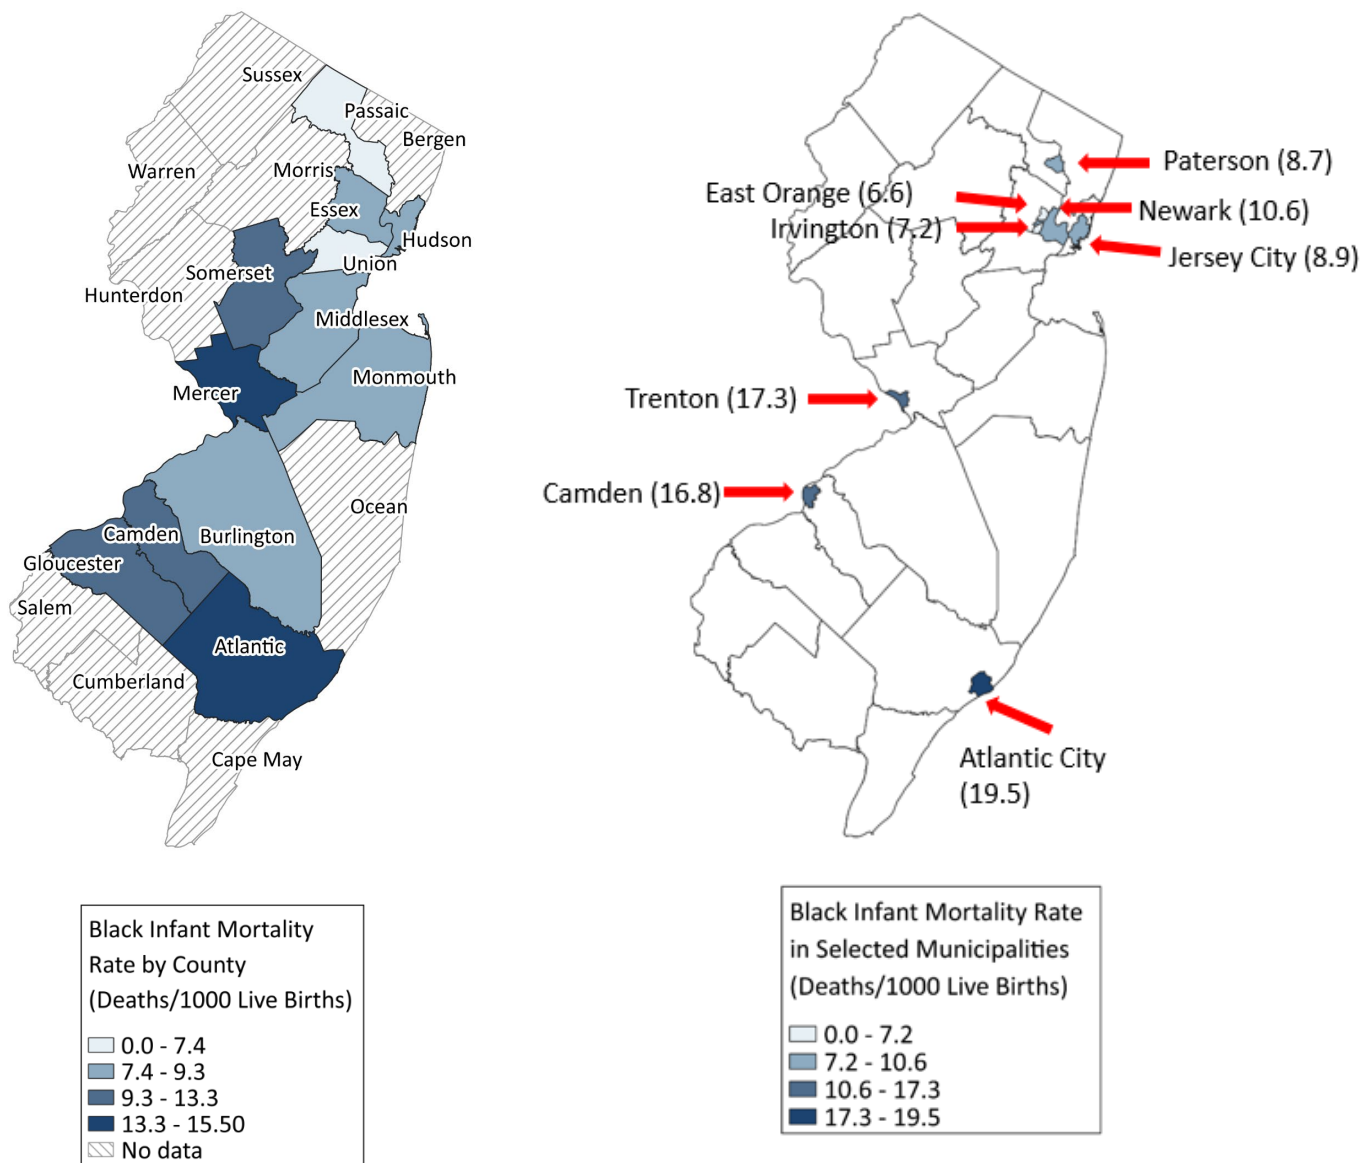 Sussex
Passaic
Bergen
Warren
Morris
Essex
Hudson
Union
Somerset
Hunterdon
Middlesex
Monmouth
Mercer
Ocean
Camden
Burlington
Gloucester
Salem
Atlantic
Cumberland
Cape May
Black Infant Mortality
Rate by County
(Deaths/1000 Live Births)
0.0 - 7.4
7.4 - 9.3
9.3 - 13.3
13.3 - 15.50
No data
Paterson (8.7)
East Orange (6.6)
Newark (10.6)
Irvington (7.2)
Jersey City (8.9)
Trenton (17.3)
Camden (16.8)
Atlantic City
(19.5)
Black Infant Mortality Rate
in Selected Municipalities
(Deaths/1000 Live Births)
0.0 - 7.2
7.2 - 10.6
10.6 - 17.3
17.3 - 19.5